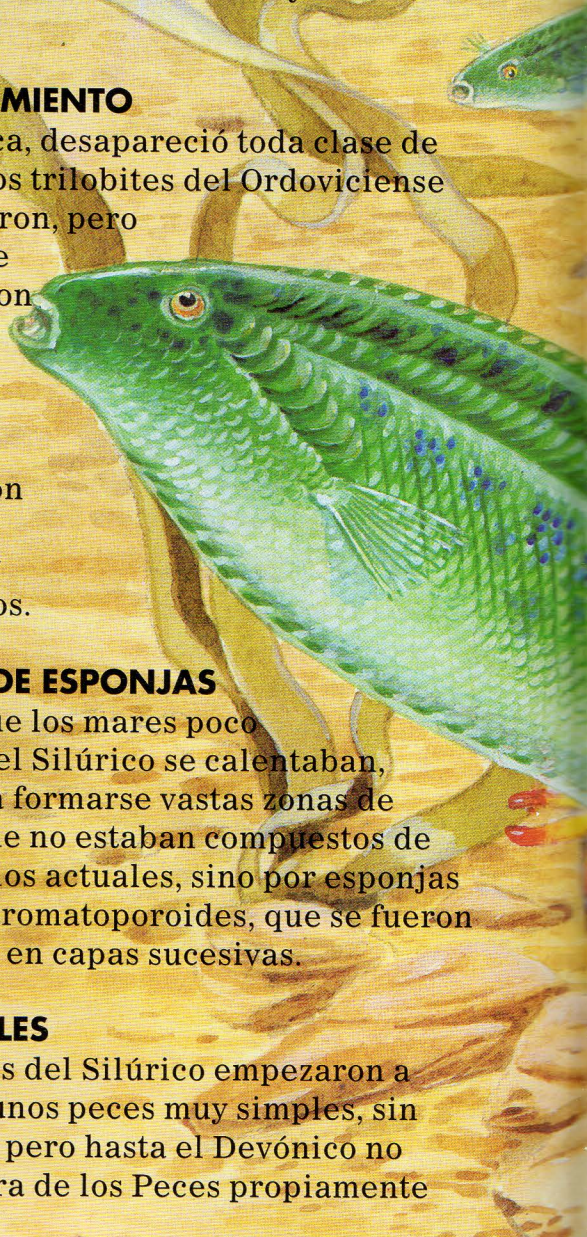 MIENTO
ca, desapareció toda clase de
os trilobites del Ordoviciense
ron, pero
e
on
on
os.
DE ESPONJAS
ue los mares poco
el Silúrico se calentaban,
a formarse vastas zonas de
ue no estaban compuestos de
los actuales, sino por esponjas
romatoporoides, que se fueron
en capas sucesivas.
LES
s del Silúrico empezaron a
unos peces muy simples, sin
pero hasta el Devónico no
ra de los Peces propiamente